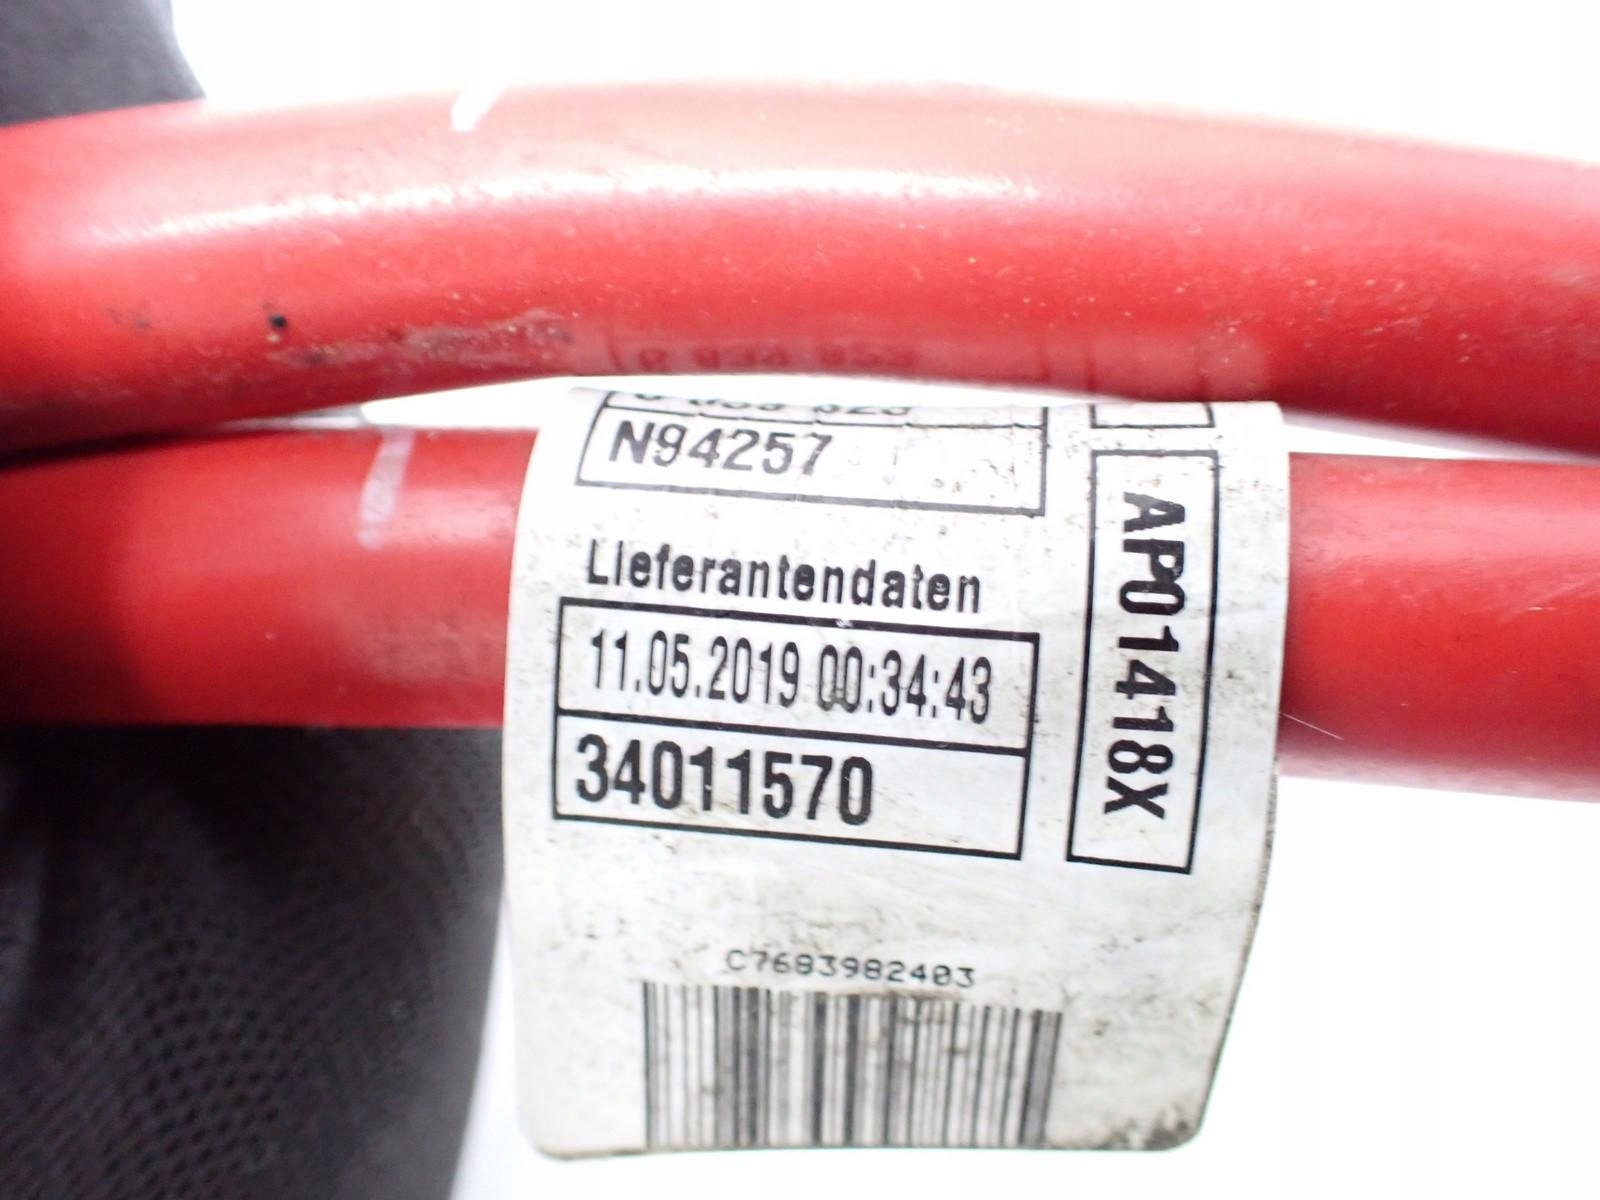 N94257
Lieferantendaten
11.05.2019 00:34:43
34011570
AP01418X
C7683982403